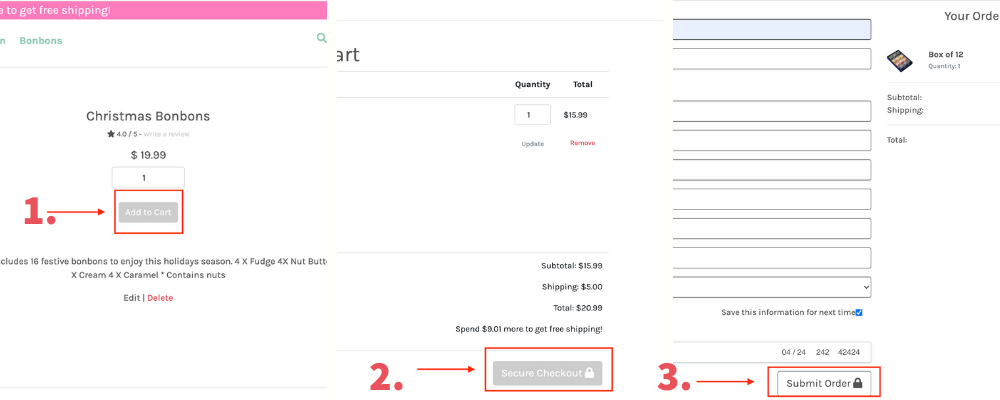 e to get free shipping!
n Bonbons
Christmas Bonbons
4.0 / 5 - Write a review
$ 19.99
1
1.
Add to Cart
cludes 16 festive bonbons to enjoy this holidays season. 4 X Fudge 4X Nut Butt
X Cream 4 X Caramel * Contains nuts
Edit | Delete
art
Quantity Total
1 $15.99
Update Remove
Subtotal: $15.99
Shipping: $5.00
Total: $20.99
Spend $9.01 more to get free shipping!
2.
Secure Checkout
Your Orde
Box of 12
Quantity: 1
Subtotal:
Shipping:
Total:
Save this information for next time
04 / 24 242 42424
3.
Submit Order